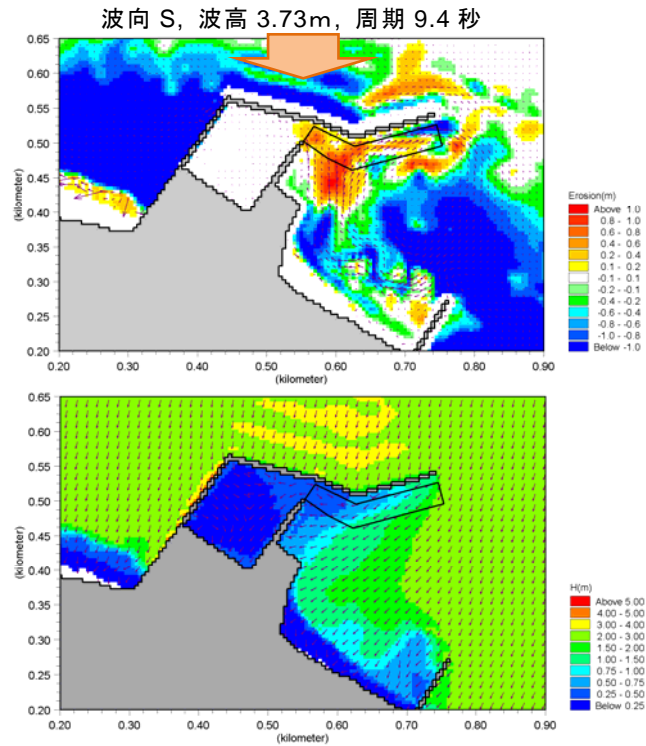 波向 S, 波高 3.73m, 周期 9.4 秒
0.65
0.60
0.55
0.50
0.45
0.40
0.35
0.30
0.25
0.20
(kilometer)
0.20 0.30 0.40 0.50 0.60 0.70 0.80 0.90
(kilometer)
Erosion(m)
Above 1.0
0.8 - 1.0
0.6 - 0.8
0.4 - 0.6
0.2 - 0.4
0.1 - 0.2
-0.1 - 0.1
-0.2 - -0.1
-0.4 - -0.2
-0.6 - -0.4
-0.8 - -0.6
-1.0 - -0.8
Below -1.0
0.65
0.60
0.55
0.50
0.45
0.40
0.35
0.30
0.25
0.20
(kilometer)
0.20 0.30 0.40 0.50 0.60 0.70 0.80 0.90
(kilometer)
H(m)
Above 5.00
4.00 - 5.00
3.00 - 4.00
2.00 - 3.00
1.50 - 2.00
1.00 - 1.50
0.75 - 1.00
0.50 - 0.75
0.25 - 0.50
Below 0.25